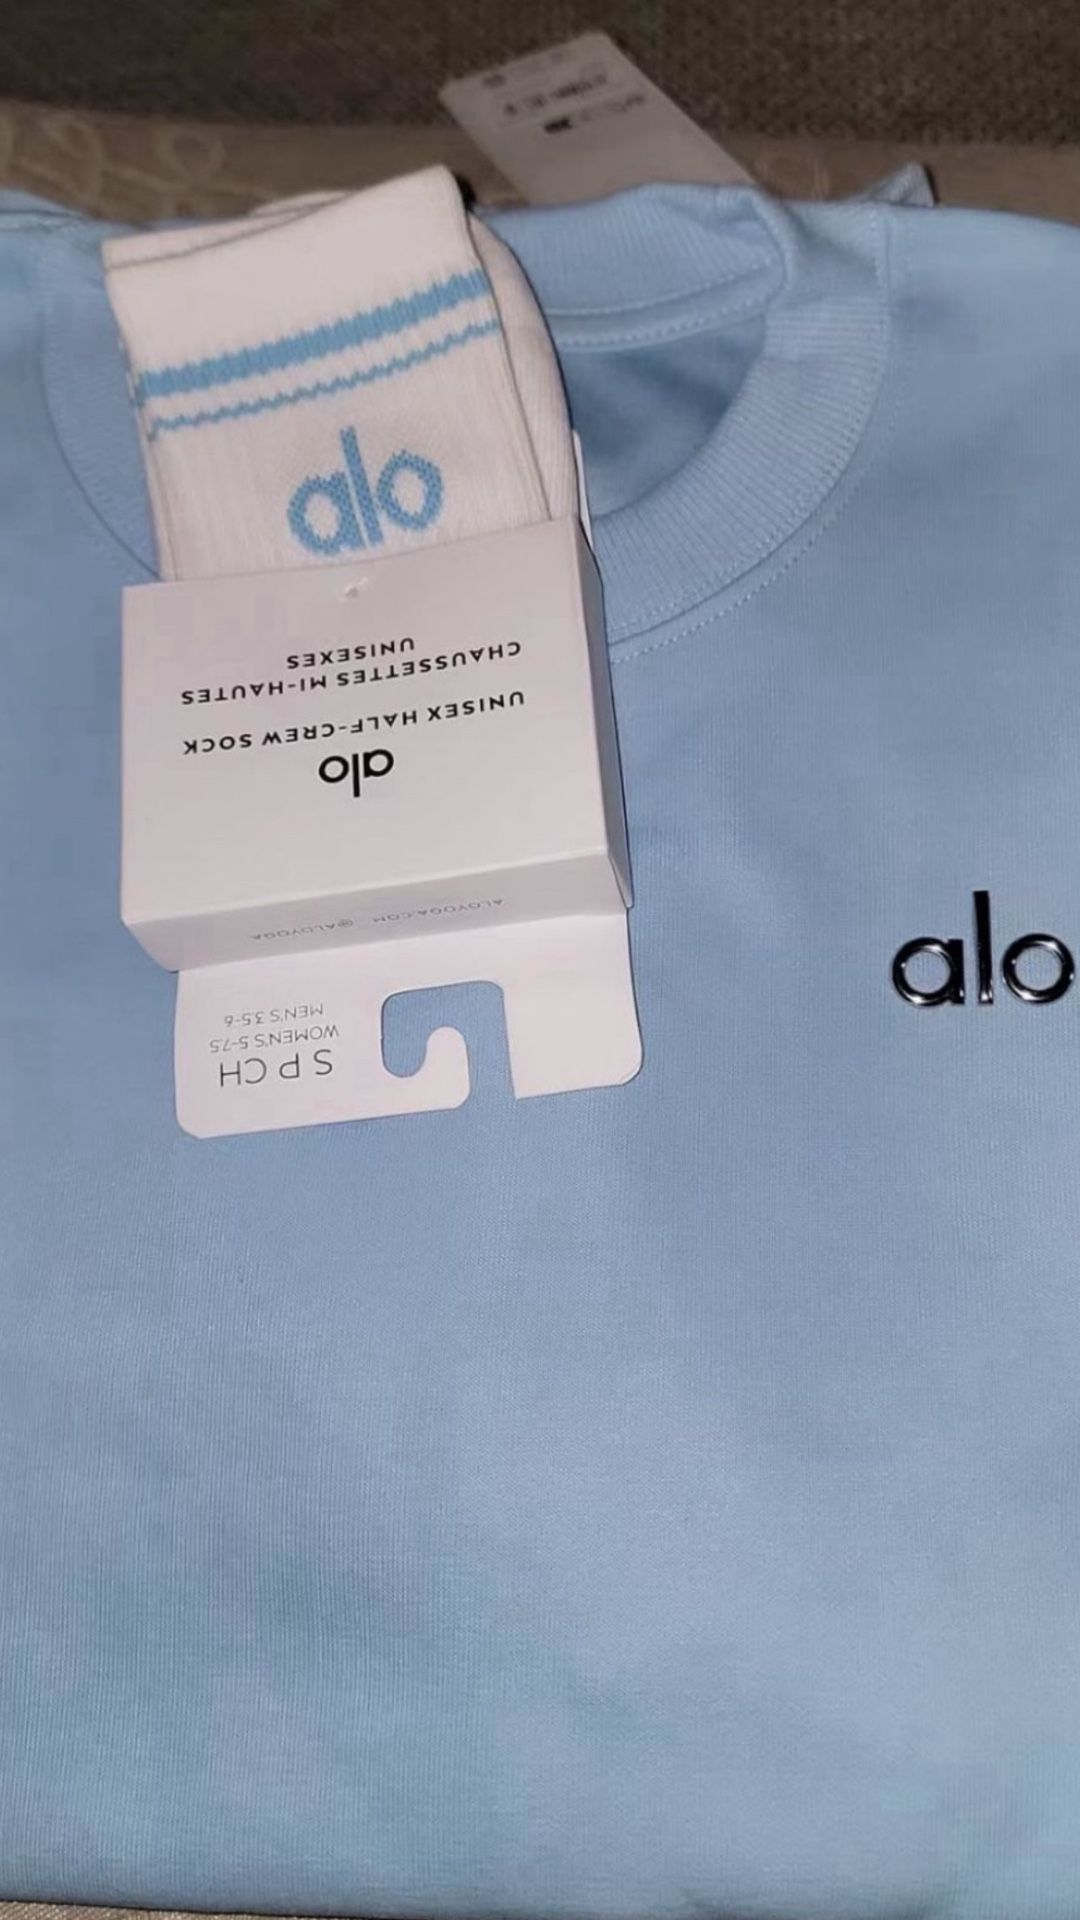 alo
alo
UNISEX HALF-CREW SOCK
CHAUSSETTES MI-HAUTES
UNISEXES
ALOYOGA.COM @ALOYOGA
S P CH
WOMEN'S 5-7.5
MEN'S 3.5-6
alo